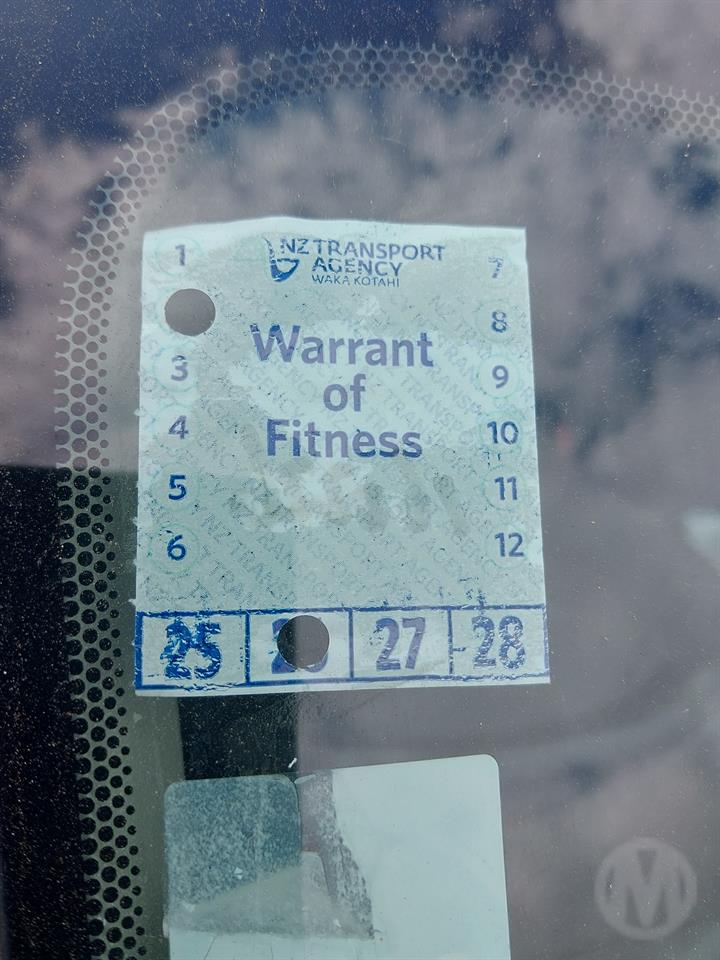 NZ TRANSPORT
AGENCY
WAKA KOTAHI
Warrant
of
Fitness
1
3
4
5
6
7
8
9
10
11
12
25 27 28
M